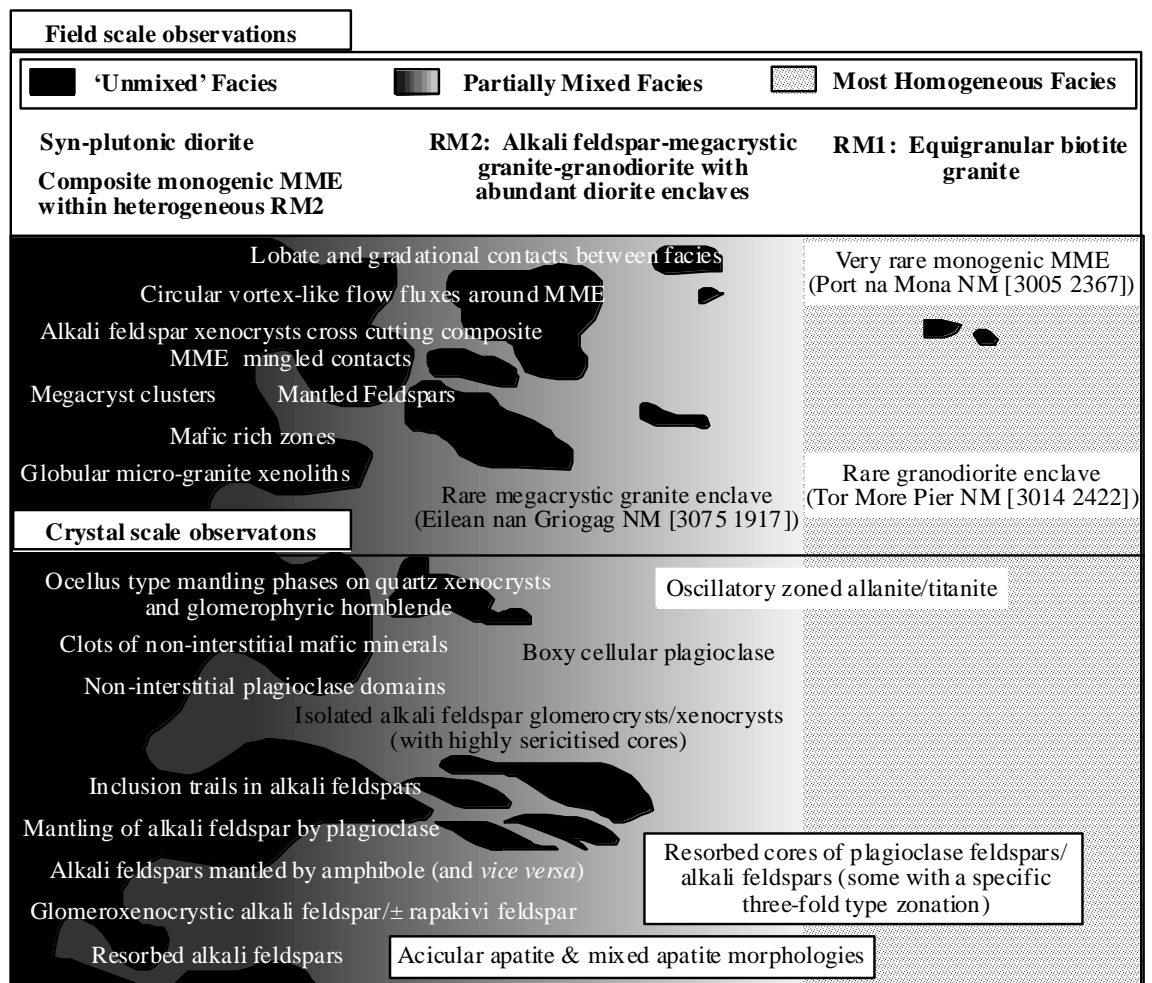 Field scale observations
'Unmixed' Facies
Partially Mixed Facies
Most Homogeneous Facies
Syn-plutonic diorite
Composite monogenic MME
within heterogeneous RM2
RM2: Alkali feldspar-megacrystic
granite-granodiorite with
abundant diorite enclaves
RM1: Equigranular biotite
granite
Lobate and gradational contacts between facies
Circular vortex-like flow fluxes around MME
Alkali feldspar xenocrysts cross cutting composite
MME mingled contacts
Megacryst clusters
Mantled Feldspars
Mafic rich zones
Globular micro-granite xenoliths
Rare megacrystic granite enclave
(Eilean nan Griogag NM [3075 1917])
Very rare monogenic MME
(Port na Mona NM [3005 2367])
Rare granodiorite enclave
(Tor More Pier NM [3014 2422])
Crystal scale observatons
Ocellus type mantling phases on quartz xenocrysts
and glomerophyric hornblende
Oscillatory zoned allanite/titanite
Clots of non-interstitial mafic minerals
Boxy cellular plagioclase
Non-interstitial plagioclase domains
Isolated alkali feldspar glomerocrysts/xenocrysts
(with highly sericitised cores)
Inclusion trails in alkali feldspars
Mantling of alkali feldspar by plagioclase
Alkali feldspars mantled by amphibole (and vice versa)
Glomeroxenocrystic alkali feldspar/± rapakivi feldspar
Resorbed alkali feldspars
Resorbed cores of plagioclase feldspars/
alkali feldspars (some with a specific
three-fold type zonation)
Acicular apatite & mixed apatite morphologies